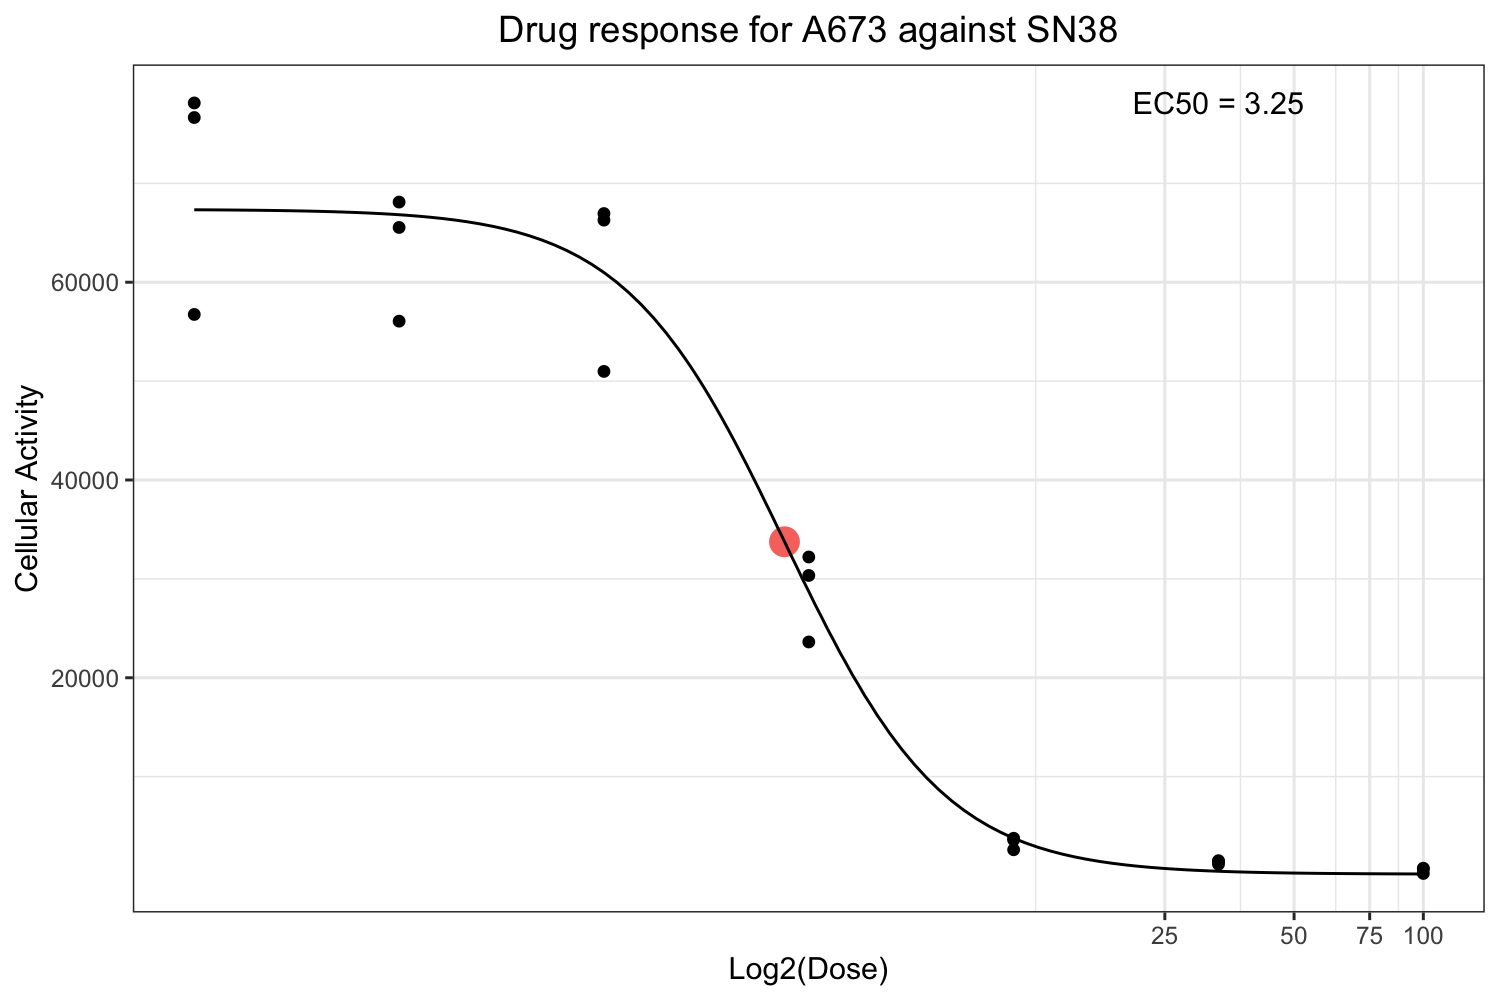 Drug response for A673 against SN38
EC50 = 3.25
60000
40000
20000
Cellular Activity
25 50 75 100
Log2(Dose)